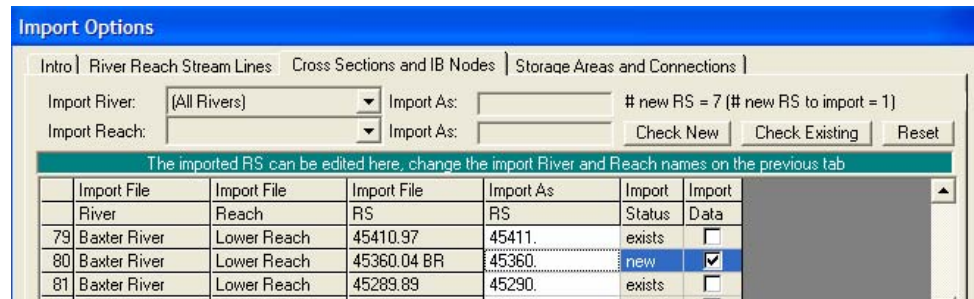 Import Options
Intro River Reach Stream Lines Cross Sections and IB Nodes Storage Areas and Connections
Import River: (All Rivers) Import As: # new RS = 7 (# new RS to import = 1)
Import Reach: Import As: Check New Check Existing Reset
The imported RS can be edited here, change the import River and Reach names on the previous tab
Import File Import File Import File Import As Import Import
River Reach RS RS Status Data
79 Baxter River Lower Reach 45410.97 45411. exists
80 Baxter River Lower Reach 45360.04 BR 45360. new
81 Baxter River Lower Reach 45289.89 45290. exists